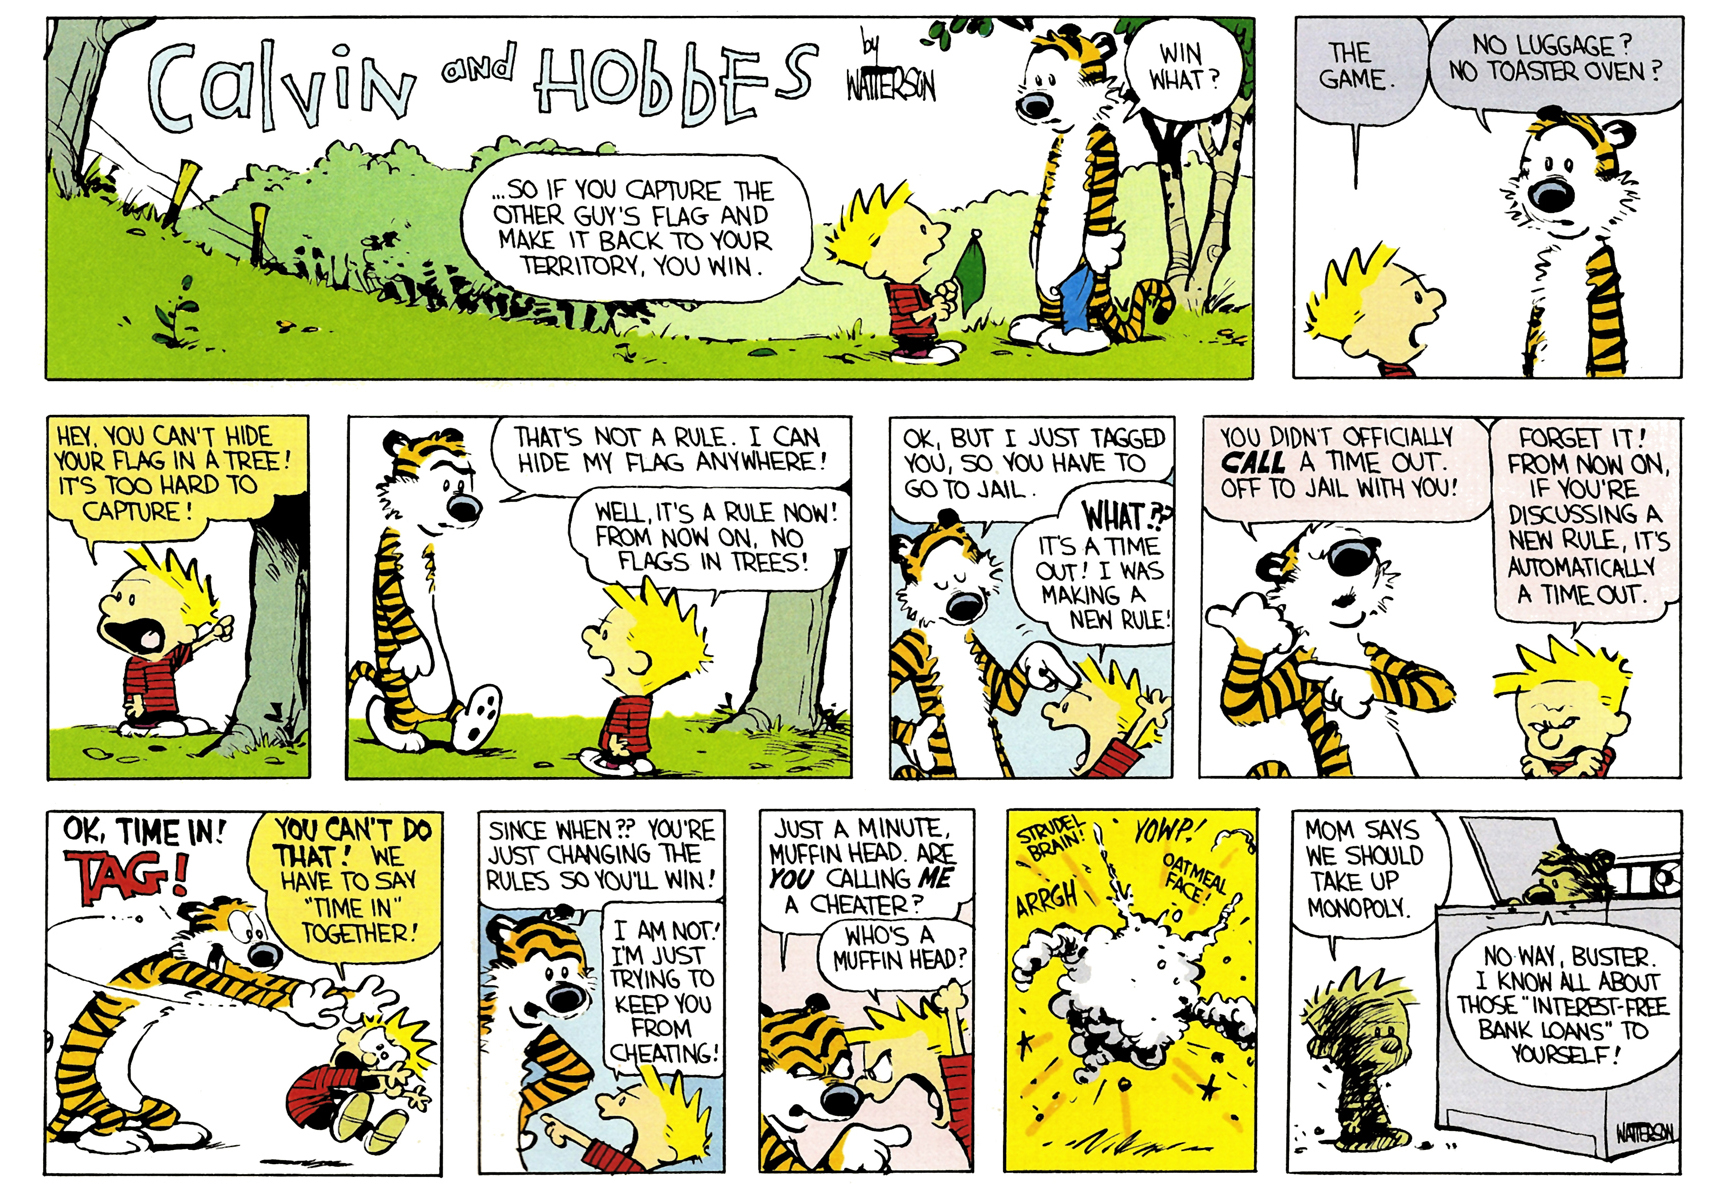 CALVIN AND HOBBES
by
WATTERSON
...SO IF YOU CAPTURE THE
OTHER GUY'S FLAG AND
MAKE IT BACK TO YOUR
TERRITORY, YOU WIN.
WIN
WHAT?
THE
GAME.
NO LUGGAGE?
NO TOASTER OVEN?
HEY, YOU CAN'T HIDE
YOUR FLAG IN A TREE!
IT'S TOO HARD TO
CAPTURE!
THAT'S NOT A RULE. I CAN
HIDE MY FLAG ANYWHERE!
WELL, IT'S A RULE NOW!
FROM NOW ON, NO
FLAGS IN TREES!
OK, BUT I JUST TAGGED
YOU, SO YOU HAVE TO
GO TO JAIL.
WHAT??
IT'S A TIME
OUT! I WAS
MAKING A
NEW RULE!
YOU DIDN'T OFFICIALLY
CALL A TIME OUT.
OFF TO JAIL WITH YOU!
FORGET IT!
FROM NOW ON,
IF YOU'RE
DISCUSSING A
NEW RULE, IT'S
AUTOMATICALLY
A TIME OUT.
OK, TIME IN!
TAG!
YOU CAN'T DO
THAT! WE
HAVE TO SAY
"TIME IN"
TOGETHER!
SINCE WHEN?? YOU'RE
JUST CHANGING THE
RULES SO YOU'LL WIN!
I AM NOT!
I'M JUST
TRYING TO
KEEP YOU
FROM
CHEATING!
JUST A MINUTE,
MUFFIN HEAD. ARE
YOU CALLING ME
A CHEATER?
WHO'S A
MUFFIN HEAD?
STRUDEL
BRAIN!
YOWP!
OATMEAL
FACE!
ARRGH
MOM SAYS
WE SHOULD
TAKE UP
MONOPOLY.
NO WAY, BUSTER.
I KNOW ALL ABOUT
THOSE "INTEREST-FREE
BANK LOANS" TO
YOURSELF!
WATTERSON